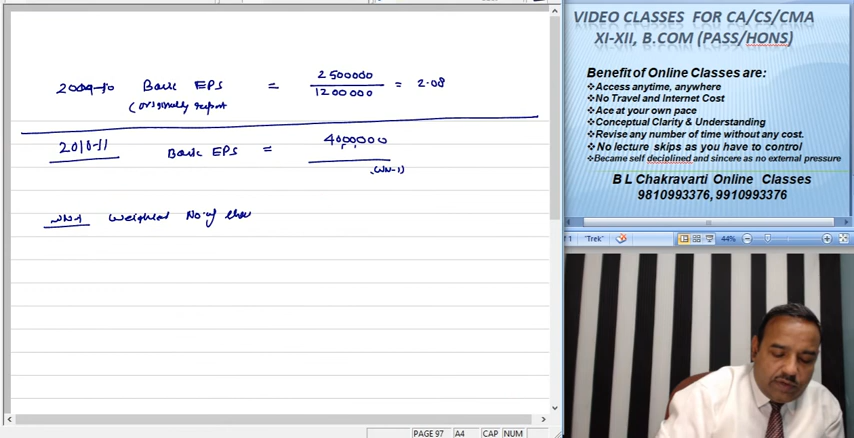 2009-10 Basic EPS = 2500000 / 1200000 = 2.08
(originally report
2010-11 Basic EPS = 4000000
(WN-1)
WN-1 Weighted No. of shar
VIDEO CLASSES FOR CA/CS/CMA
XI-XII, B.COM (PASS/HONS)
Benefit of Online Classes are:
❖Access anytime, anywhere
❖No Travel and Internet Cost
❖Ace at your own pace
❖Conceptual Clarity & Understanding
❖Revise any number of time without any cost.
❖No lecture skips as you have to control
❖Became self deciplined and sincere as no external pressure
B L Chakravarti Online Classes
9810993376, 9910993376
of 1 "Trek" 44%
PAGE 97 A4 CAP NUM